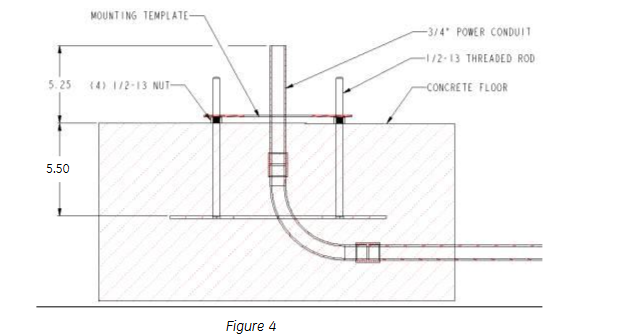 MOUNTING TEMPLATE
3/4" POWER CONDUIT
1/2-13 THREADED ROD
5.25
(4) 1/2-13 NUT
CONCRETE FLOOR
5.50
Figure 4